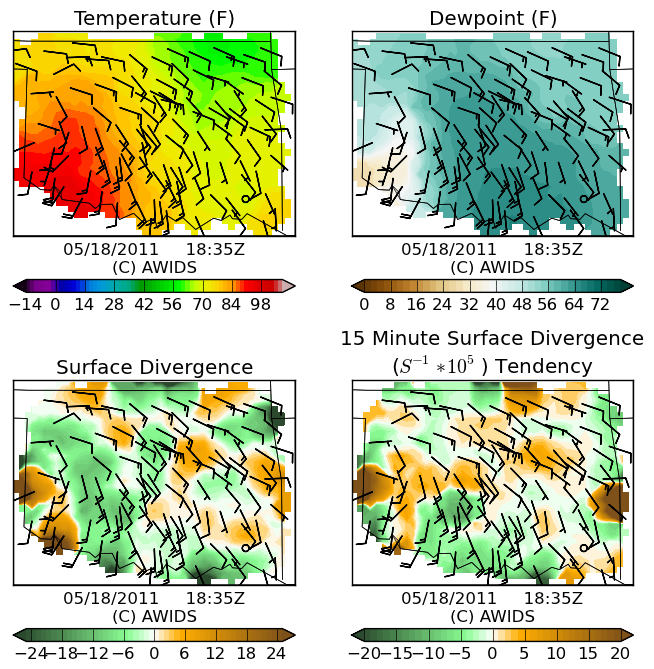 Temperature (F)
Dewpoint (F)
05/18/2011 18:35Z
(C) AWIDS
05/18/2011 18:35Z
(C) AWIDS
−14 0 14 28 42 56 70 84 98
0 8 16 24 32 40 48 56 64 72
Surface Divergence
15 Minute Surface Divergence
(S⁻¹ *10⁵ ) Tendency
05/18/2011 18:35Z
(C) AWIDS
05/18/2011 18:35Z
(C) AWIDS
−24 −18 −12 −6 0 6 12 18 24
−20 −15 −10 −5 0 5 10 15 20